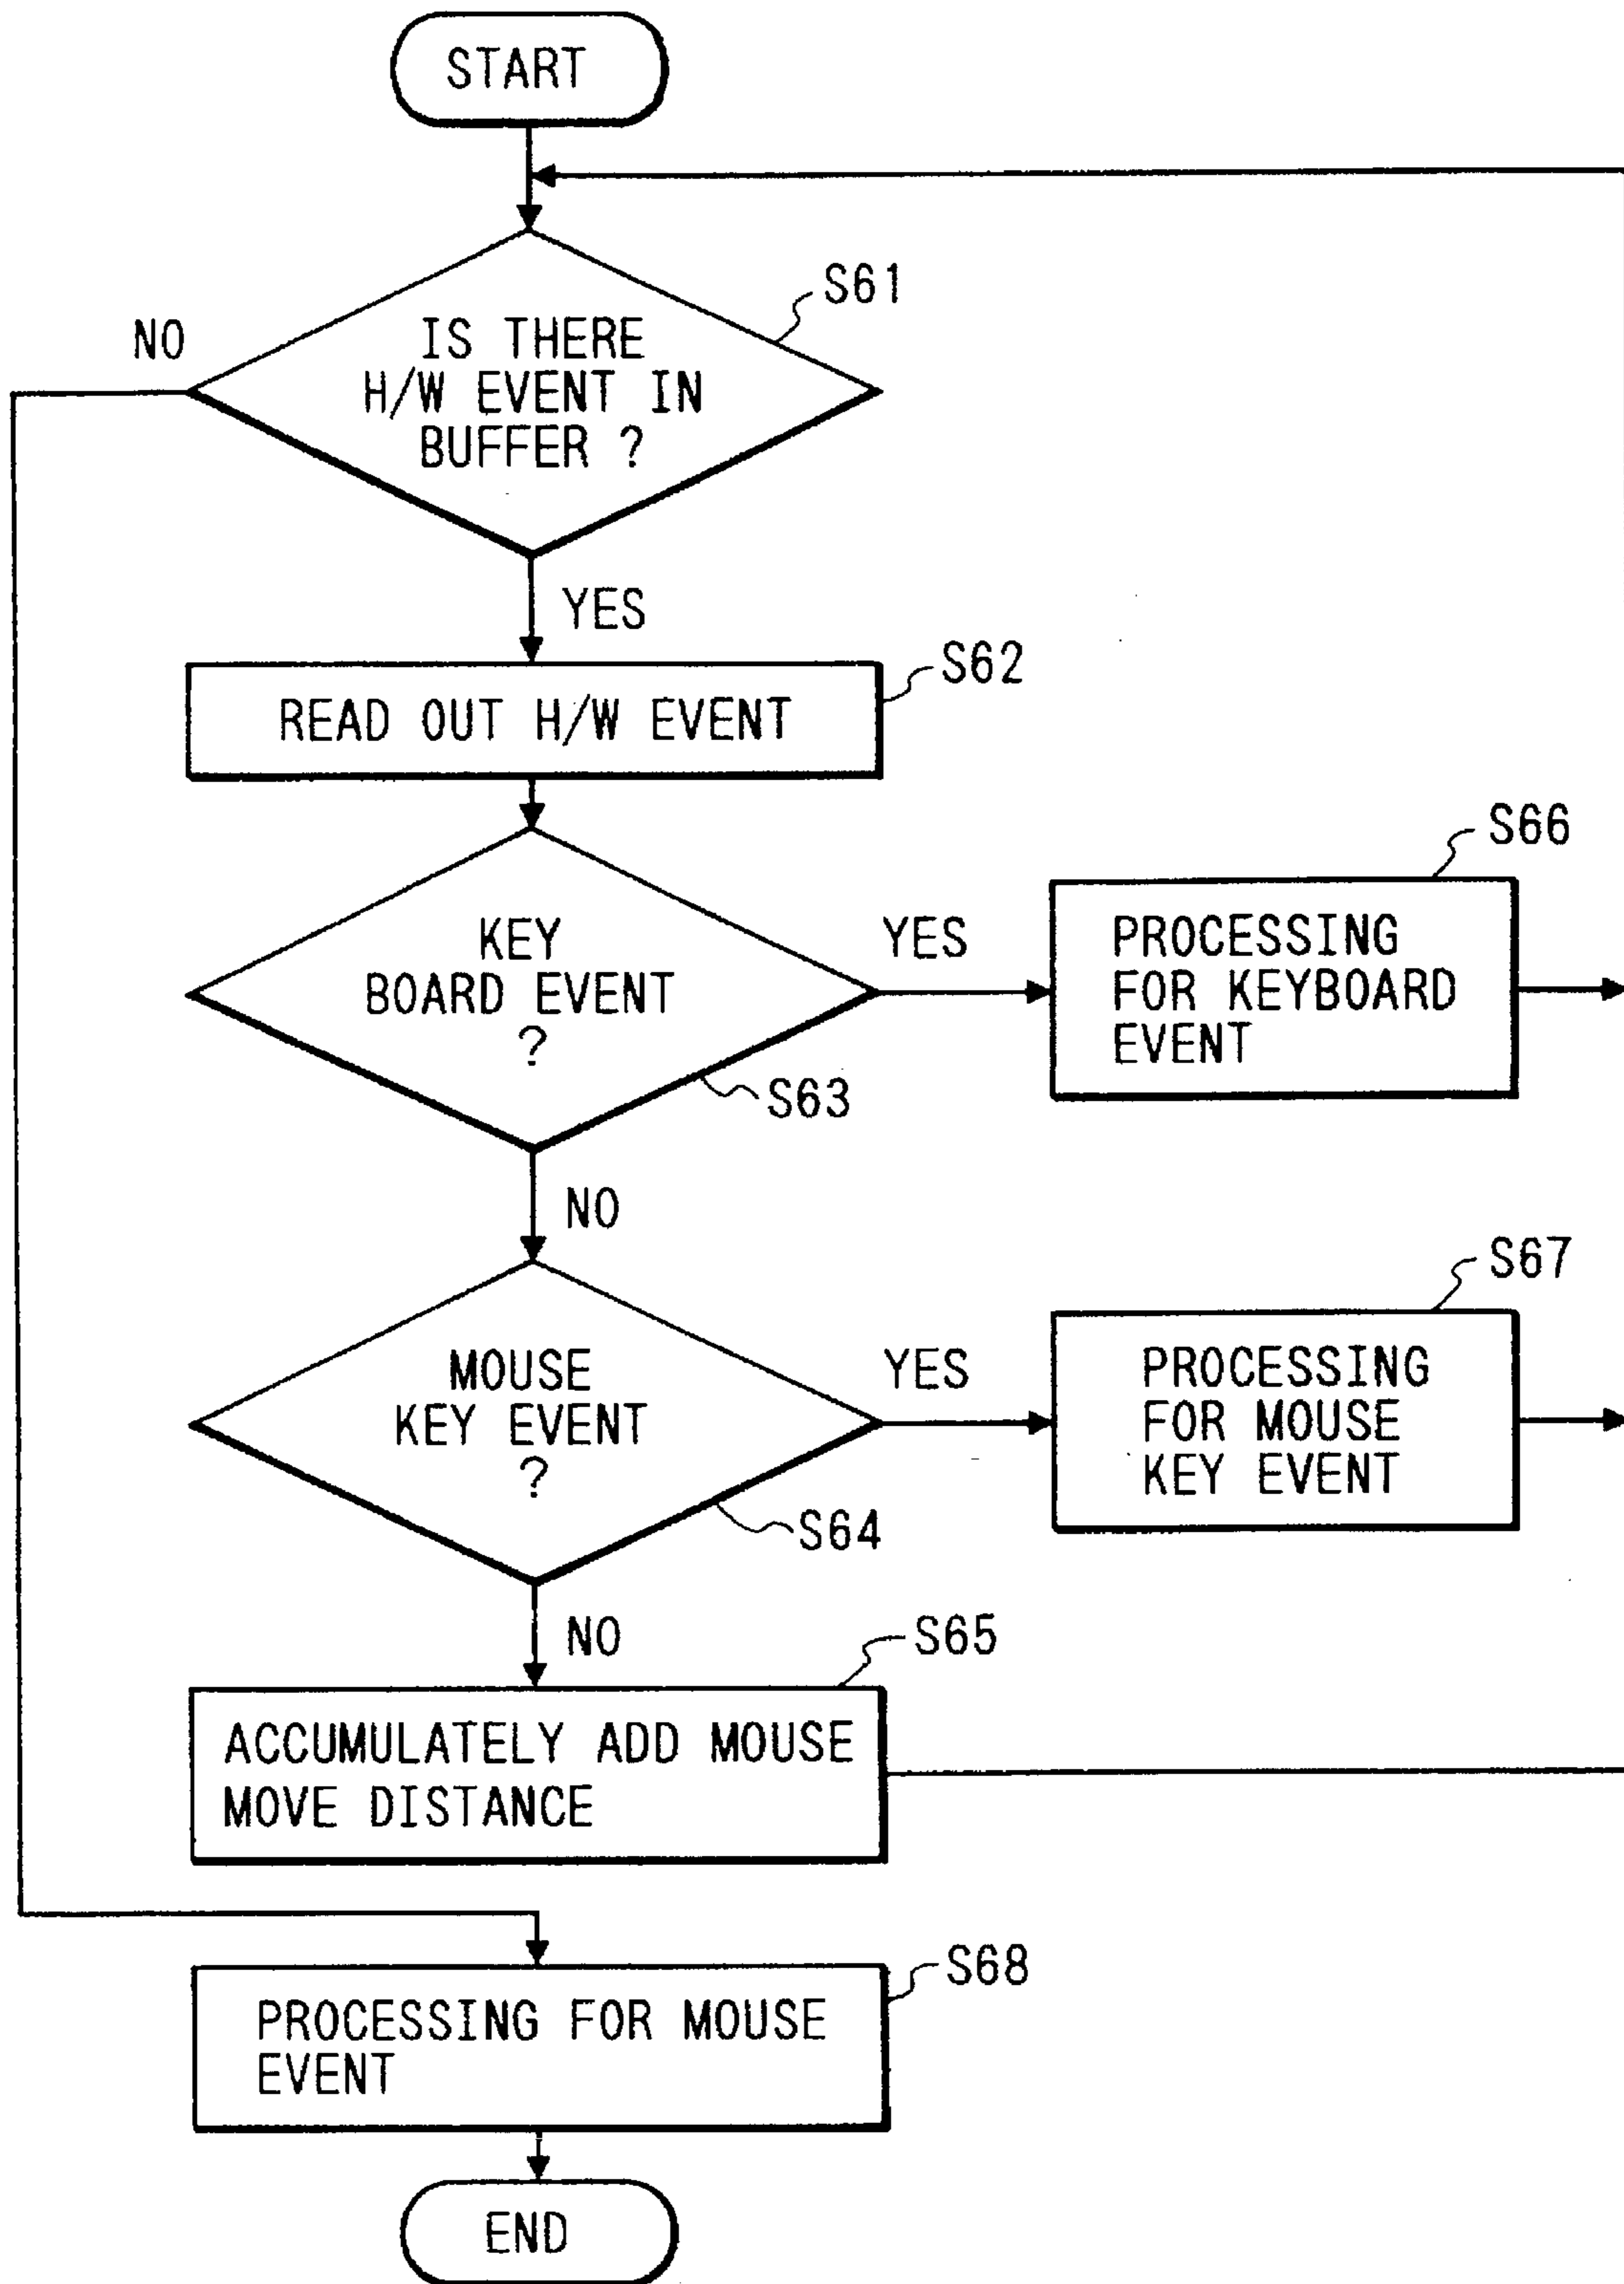 START
S61
NO
IS THERE
H/W EVENT IN
BUFFER ?
YES
S62
READ OUT H/W EVENT
S66
KEY
BOARD EVENT
?
YES
PROCESSING
FOR KEYBOARD
EVENT
S63
NO
S67
MOUSE
KEY EVENT
?
YES
PROCESSING
FOR MOUSE
KEY EVENT
S64
NO
S65
ACCUMULATELY ADD MOUSE
MOVE DISTANCE
S68
PROCESSING FOR MOUSE
EVENT
END